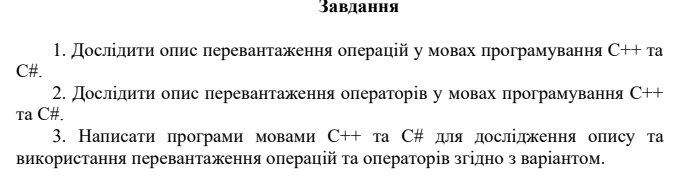 Завдання
1. Дослідити опис перевантаження операцій у мовах програмування C++ та
C#.
2. Дослідити опис перевантаження операторів у мовах програмування C++
та C#.
3. Написати програми мовами C++ та C# для дослідження опису та
використання перевантаження операцій та операторів згідно з варіантом.